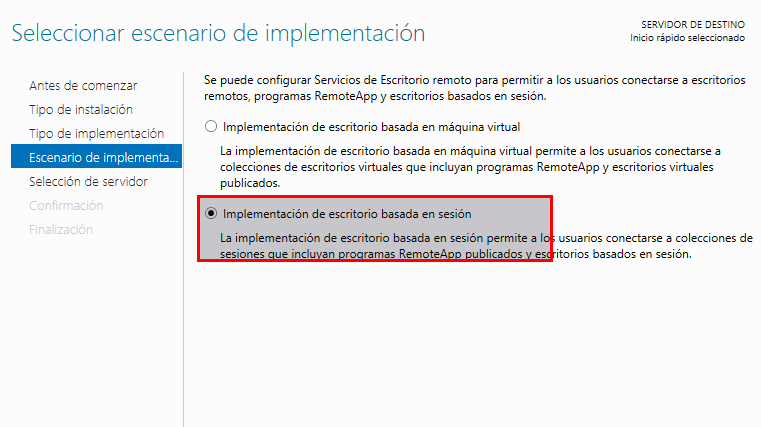 Seleccionar escenario de implementación
SERVIDOR DE DESTINO
Inicio rápido seleccionado
Antes de comenzar
Tipo de instalación
Tipo de implementación
Escenario de implementa...
Selección de servidor
Confirmación
Finalización
Se puede configurar Servicios de Escritorio remoto para permitir a los usuarios conectarse a escritorios
remotos, programas RemoteApp y escritorios basados en sesión.
Implementación de escritorio basada en máquina virtual
La implementación de escritorio basada en máquina virtual permite a los usuarios conectarse a
colecciones de escritorios virtuales que incluyan programas RemoteApp y escritorios virtuales
publicados.
Implementación de escritorio basada en sesión
La implementación de escritorio basada en sesión permite a los usuarios conectarse a colecciones de
sesiones que incluyan programas RemoteApp publicados y escritorios basados en sesión.